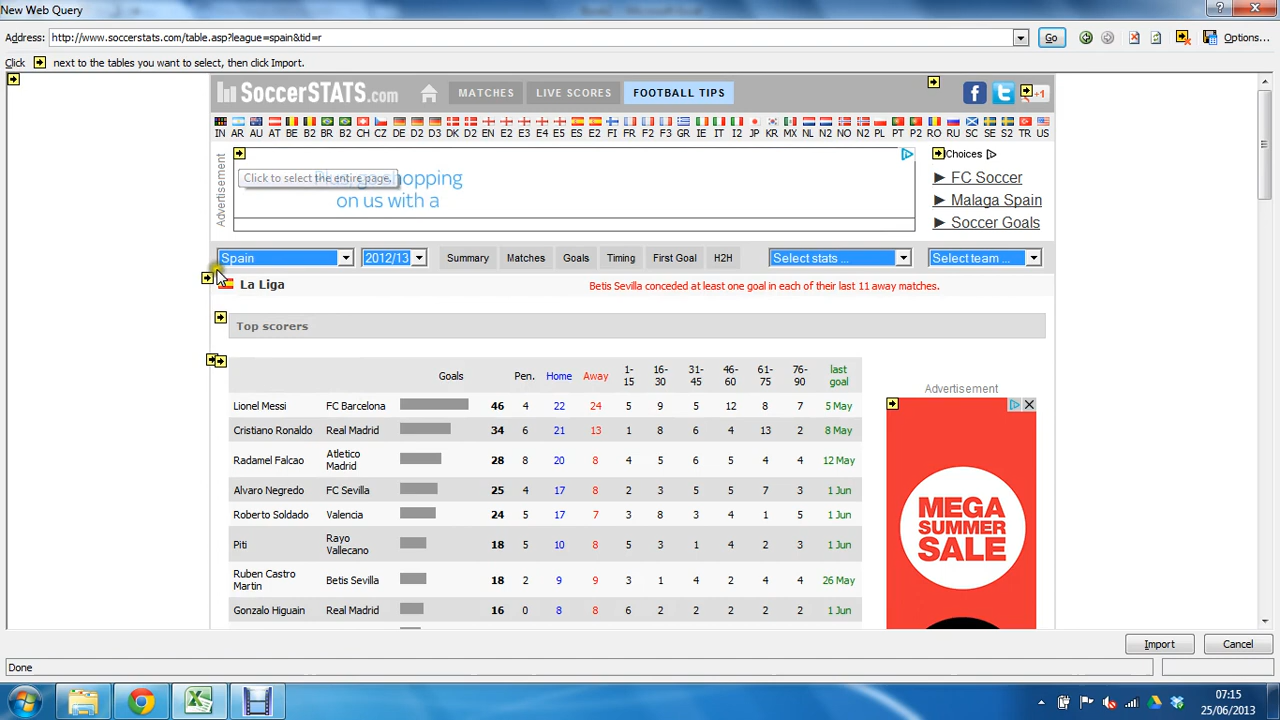 New Web Query
Address: http://www.soccerstats.com/table.asp?league=spain&tid=r Go Options...
Click next to the tables you want to select, then click Import.
SoccerSTATS.com MATCHES LIVE SCORES FOOTBALL TIPS +1
IN AR AU AT BE B2 BR B2 CH CZ DE D2 D3 DK D2 EN E2 E3 E4 E5 ES E2 FI FR F2 F3 GR IE IT I2 JP KR MX NL N2 NO N2 PL PT P2 RO RU SC SE S2 TR US
Advertisement
Click to select the entire page.
shopping
on us with a
Choices
► FC Soccer
► Malaga Spain
► Soccer Goals
Spain 2012/13 Summary Matches Goals Timing First Goal H2H Select stats ... Select team ...
La Liga Betis Sevilla conceded at least one goal in each of their last 11 away matches.
Top scorers
Goals Pen. Home Away 1-15 16-30 31-45 46-60 61-75 76-90 last goal
Lionel Messi FC Barcelona 46 4 22 24 5 9 5 12 8 7 5 May
Cristiano Ronaldo Real Madrid 34 6 21 13 1 8 6 4 13 2 8 May
Radamel Falcao Atletico Madrid 28 8 20 8 4 5 6 5 4 4 12 May
Alvaro Negredo FC Sevilla 25 4 17 8 2 3 5 5 7 3 1 Jun
Roberto Soldado Valencia 24 5 17 7 3 8 3 4 1 5 1 Jun
Piti Rayo Vallecano 18 5 10 8 5 3 1 4 2 3 1 Jun
Ruben Castro Martin Betis Sevilla 18 2 9 9 3 1 4 2 4 4 26 May
Gonzalo Higuain Real Madrid 16 0 8 8 6 2 2 2 2 2 1 Jun
Advertisement
MEGA
SUMMER
SALE
Import Cancel
Done
07:15
25/06/2013